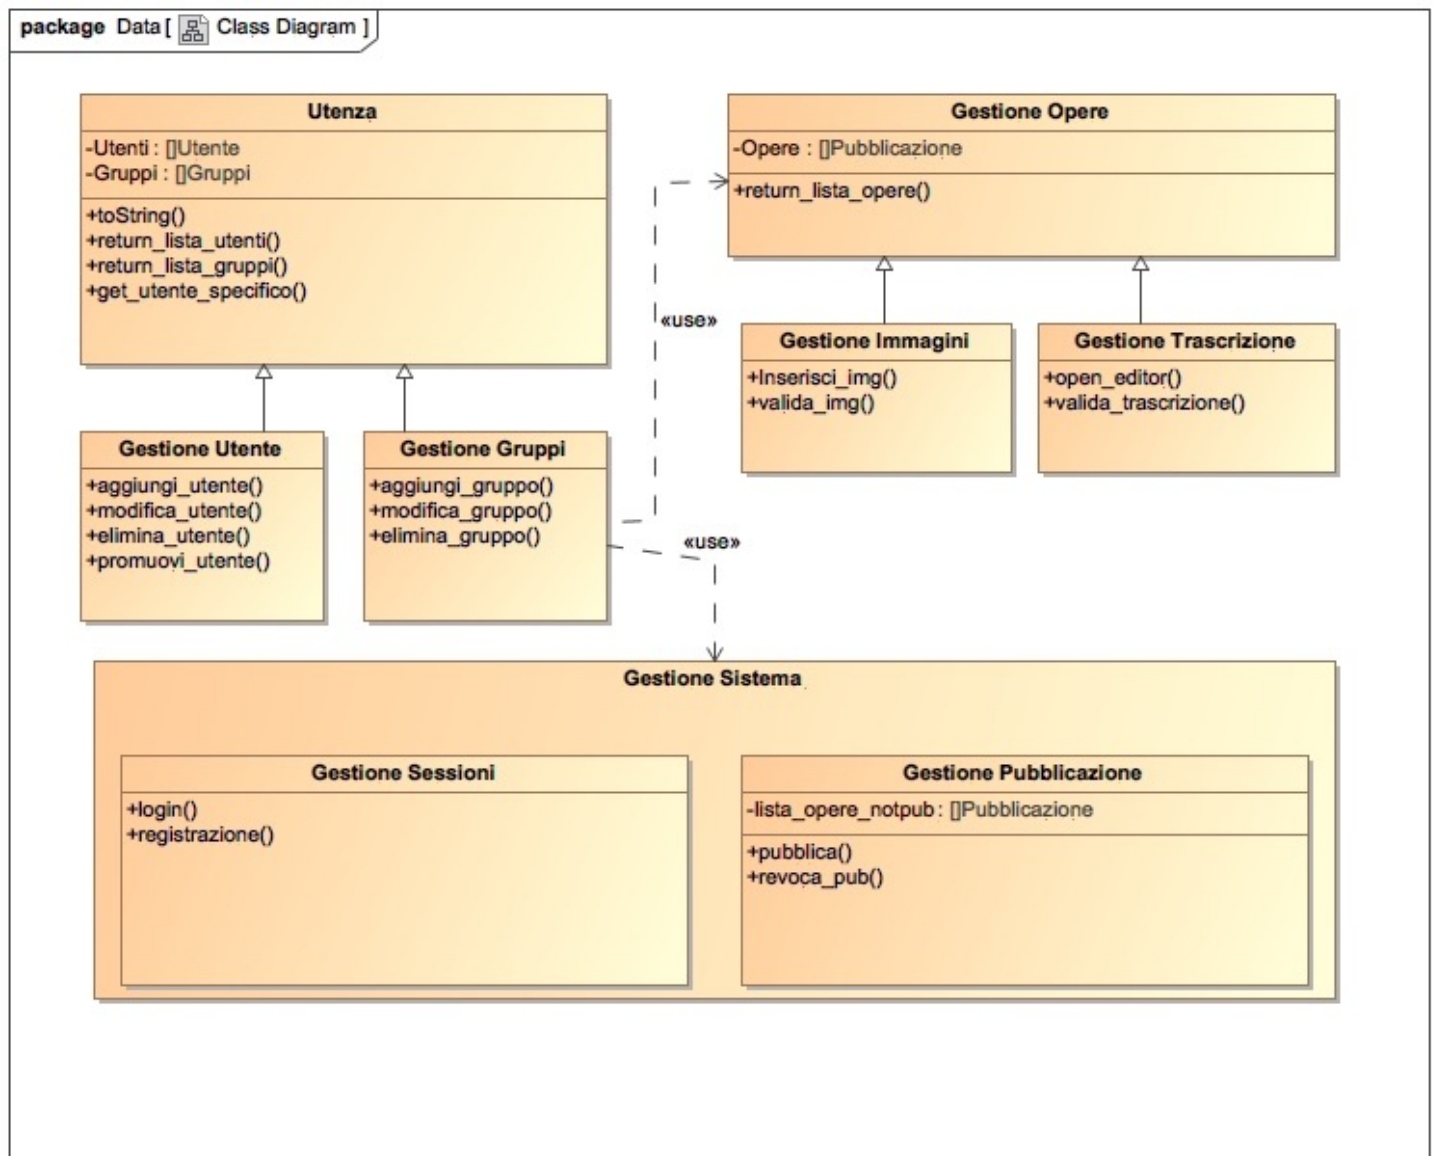 package Data [ Class Diagram ]
Utenza
-Utenti : []Utente
-Gruppi : []Gruppi
+toString()
+return_lista_utenti()
+return_lista_gruppi()
+get_utente_specifico()
Gestione Opere
-Opere : []Pubblicazione
+return_lista_opere()
«use»
Gestione Immagini
+Inserisci_img()
+valida_img()
Gestione Trascrizione
+open_editor()
+valida_trascrizione()
Gestione Utente
+aggiungi_utente()
+modifica_utente()
+elimina_utente()
+promuovi_utente()
Gestione Gruppi
+aggiungi_gruppo()
+modifica_gruppo()
+elimina_gruppo()
«use»
Gestione Sistema
Gestione Sessioni
+login()
+registrazione()
Gestione Pubblicazione
-lista_opere_notpub : []Pubblicazione
+pubblica()
+revoca_pub()